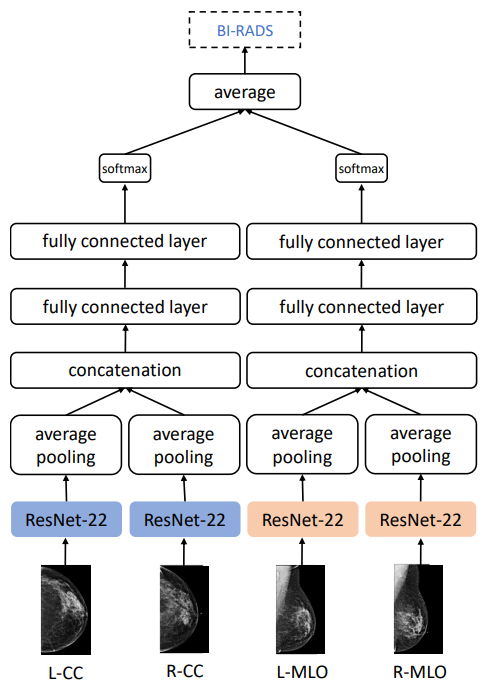 BI-RADS
average
softmax
softmax
fully connected layer
fully connected layer
fully connected layer
fully connected layer
concatenation
concatenation
average
pooling
average
pooling
average
pooling
average
pooling
ResNet-22
ResNet-22
ResNet-22
ResNet-22
L-CC
R-CC
L-MLO
R-MLO